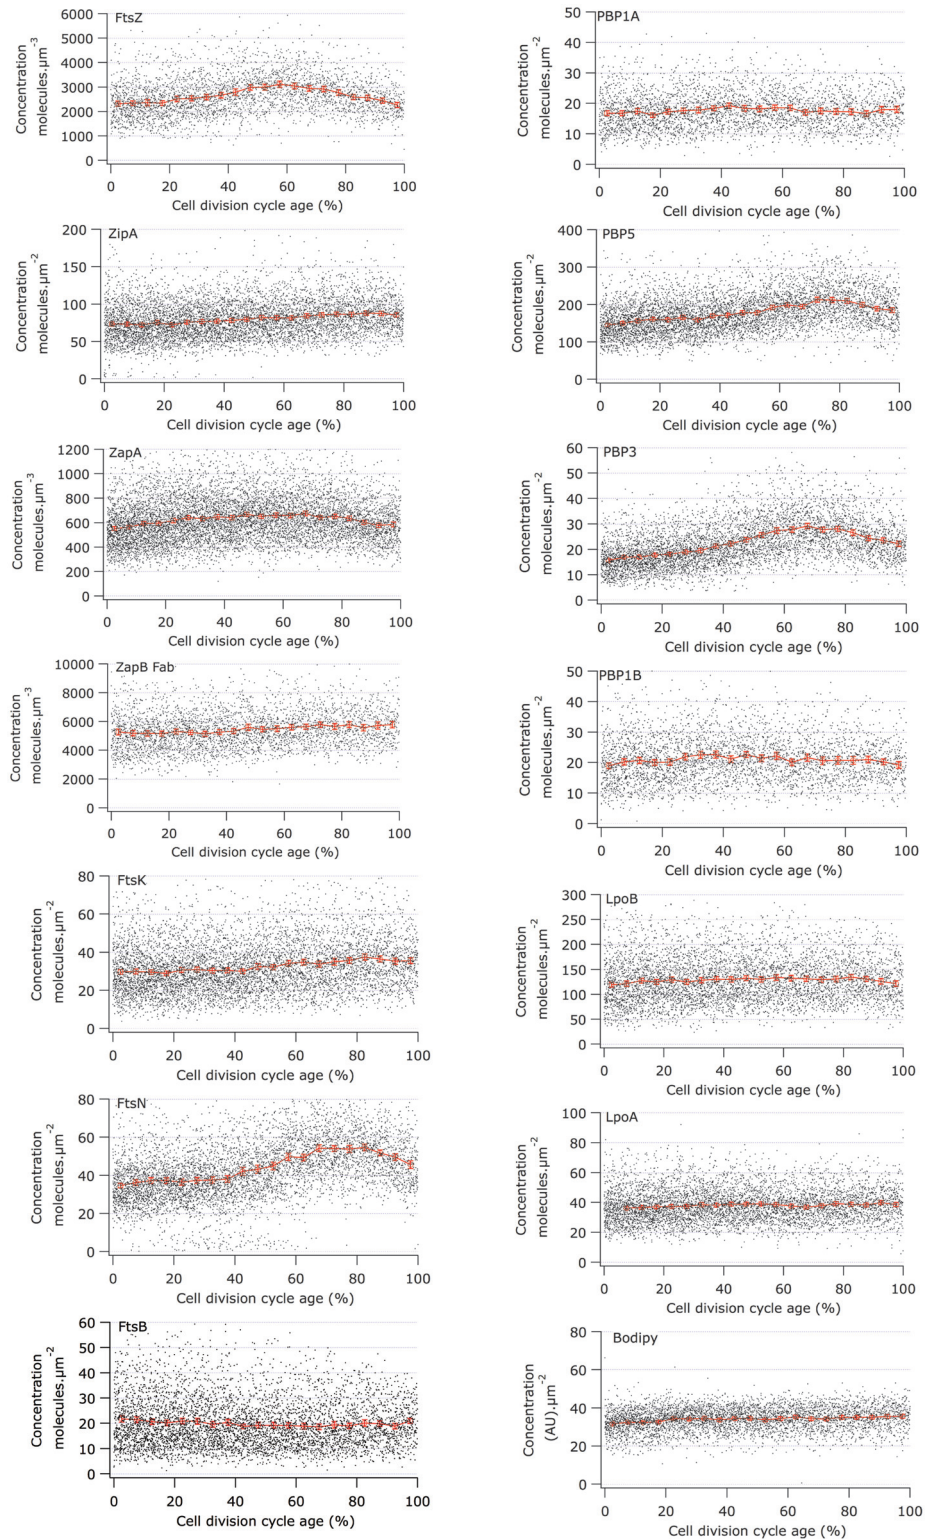 FtsZ
Concentration
molecules.µm-3
6000
5000
4000
3000
2000
1000
0
0 20 40 60 80 100
Cell division cycle age (%)
ZipA
Concentration
molecules.µm-2
200
150
100
50
0
0 20 40 60 80 100
Cell division cycle age (%)
ZapA
Concentration
molecules.µm-3
1200
1000
800
600
400
200
0
0 20 40 60 80 100
Cell division cycle age (%)
ZapB Fab
Concentration
molecules.µm-3
10000
8000
6000
4000
2000
0
0 20 40 60 80 100
Cell division cycle age (%)
FtsK
Concentration
molecules.µm-2
80
60
40
20
0
0 20 40 60 80 100
Cell division cycle age (%)
FtsN
Concentration
molecules.µm-2
80
60
40
20
0
0 20 40 60 80 100
Cell division cycle age (%)
FtsB
Concentration
molecules.µm-2
60
50
40
30
20
10
0
0 20 40 60 80 100
Cell division cycle age (%)
PBP1A
Concentration
molecules.µm-2
50
40
30
20
10
0
0 20 40 60 80 100
Cell division cycle age (%)
PBP5
Concentration
molecules.µm-2
400
300
200
100
0
0 20 40 60 80 100
Cell division cycle age (%)
PBP3
Concentration
molecules.µm-2
60
50
40
30
20
10
0
0 20 40 60 80 100
Cell division cycle age (%)
PBP1B
Concentration
molecules.µm-2
50
40
30
20
10
0
0 20 40 60 80 100
Cell division cycle age (%)
LpoB
Concentration
molecules.µm-2
300
250
200
150
100
50
0
0 20 40 60 80 100
Cell division cycle age (%)
LpoA
Concentration
molecules.µm-2
100
80
60
40
20
0
0 20 40 60 80 100
Cell division cycle age (%)
Bodipy
Concentration
(AU).µm-2
80
60
40
20
0
0 20 40 60 80 100
Cell division cycle age (%)